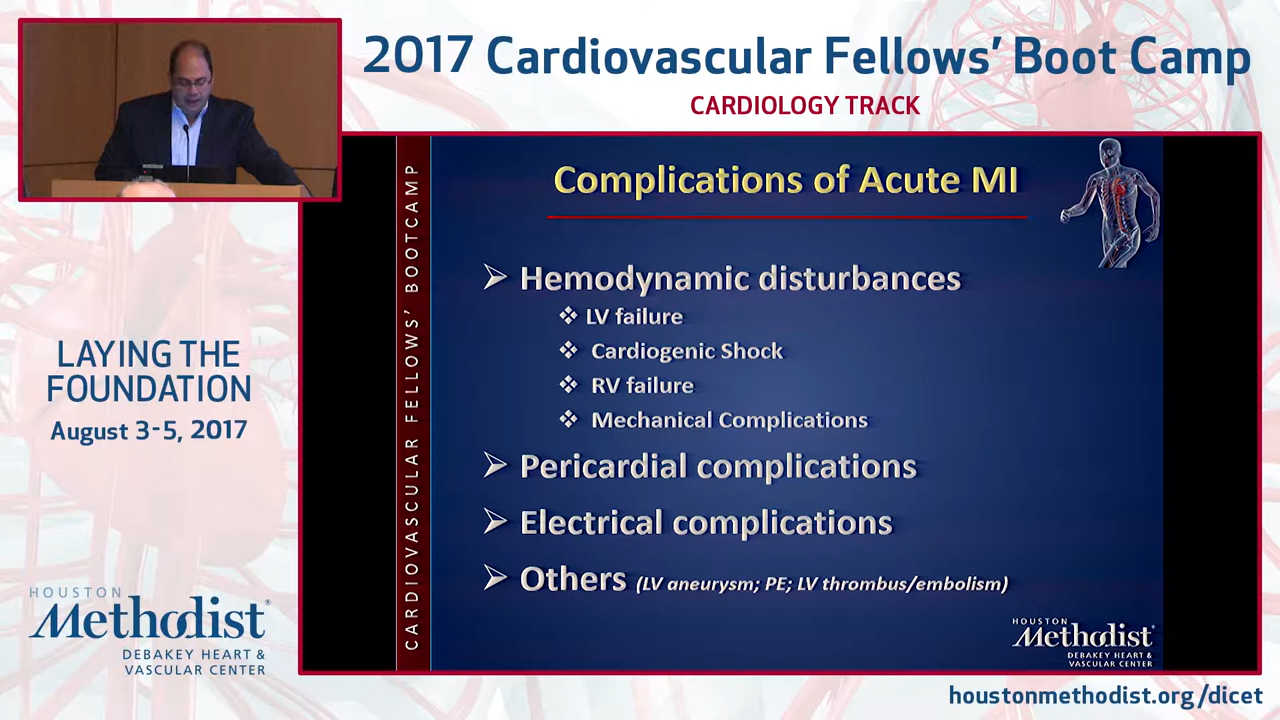 2017 Cardiovascular Fellows’ Boot Camp
CARDIOLOGY TRACK
LAYING THE
FOUNDATION
August 3-5, 2017
HOUSTON
Methodist®
DEBAKEY HEART &
VASCULAR CENTER
CARDIOVASCULAR FELLOWS’ BOOTCAMP
Complications of Acute MI
➢ Hemodynamic disturbances
❖ LV failure
❖ Cardiogenic Shock
❖ RV failure
❖ Mechanical Complications
➢ Pericardial complications
➢ Electrical complications
➢ Others (LV aneurysm; PE; LV thrombus/embolism)
HOUSTON
Methodist®
DEBAKEY HEART &
VASCULAR CENTER
houstonmethodist.org/dicet